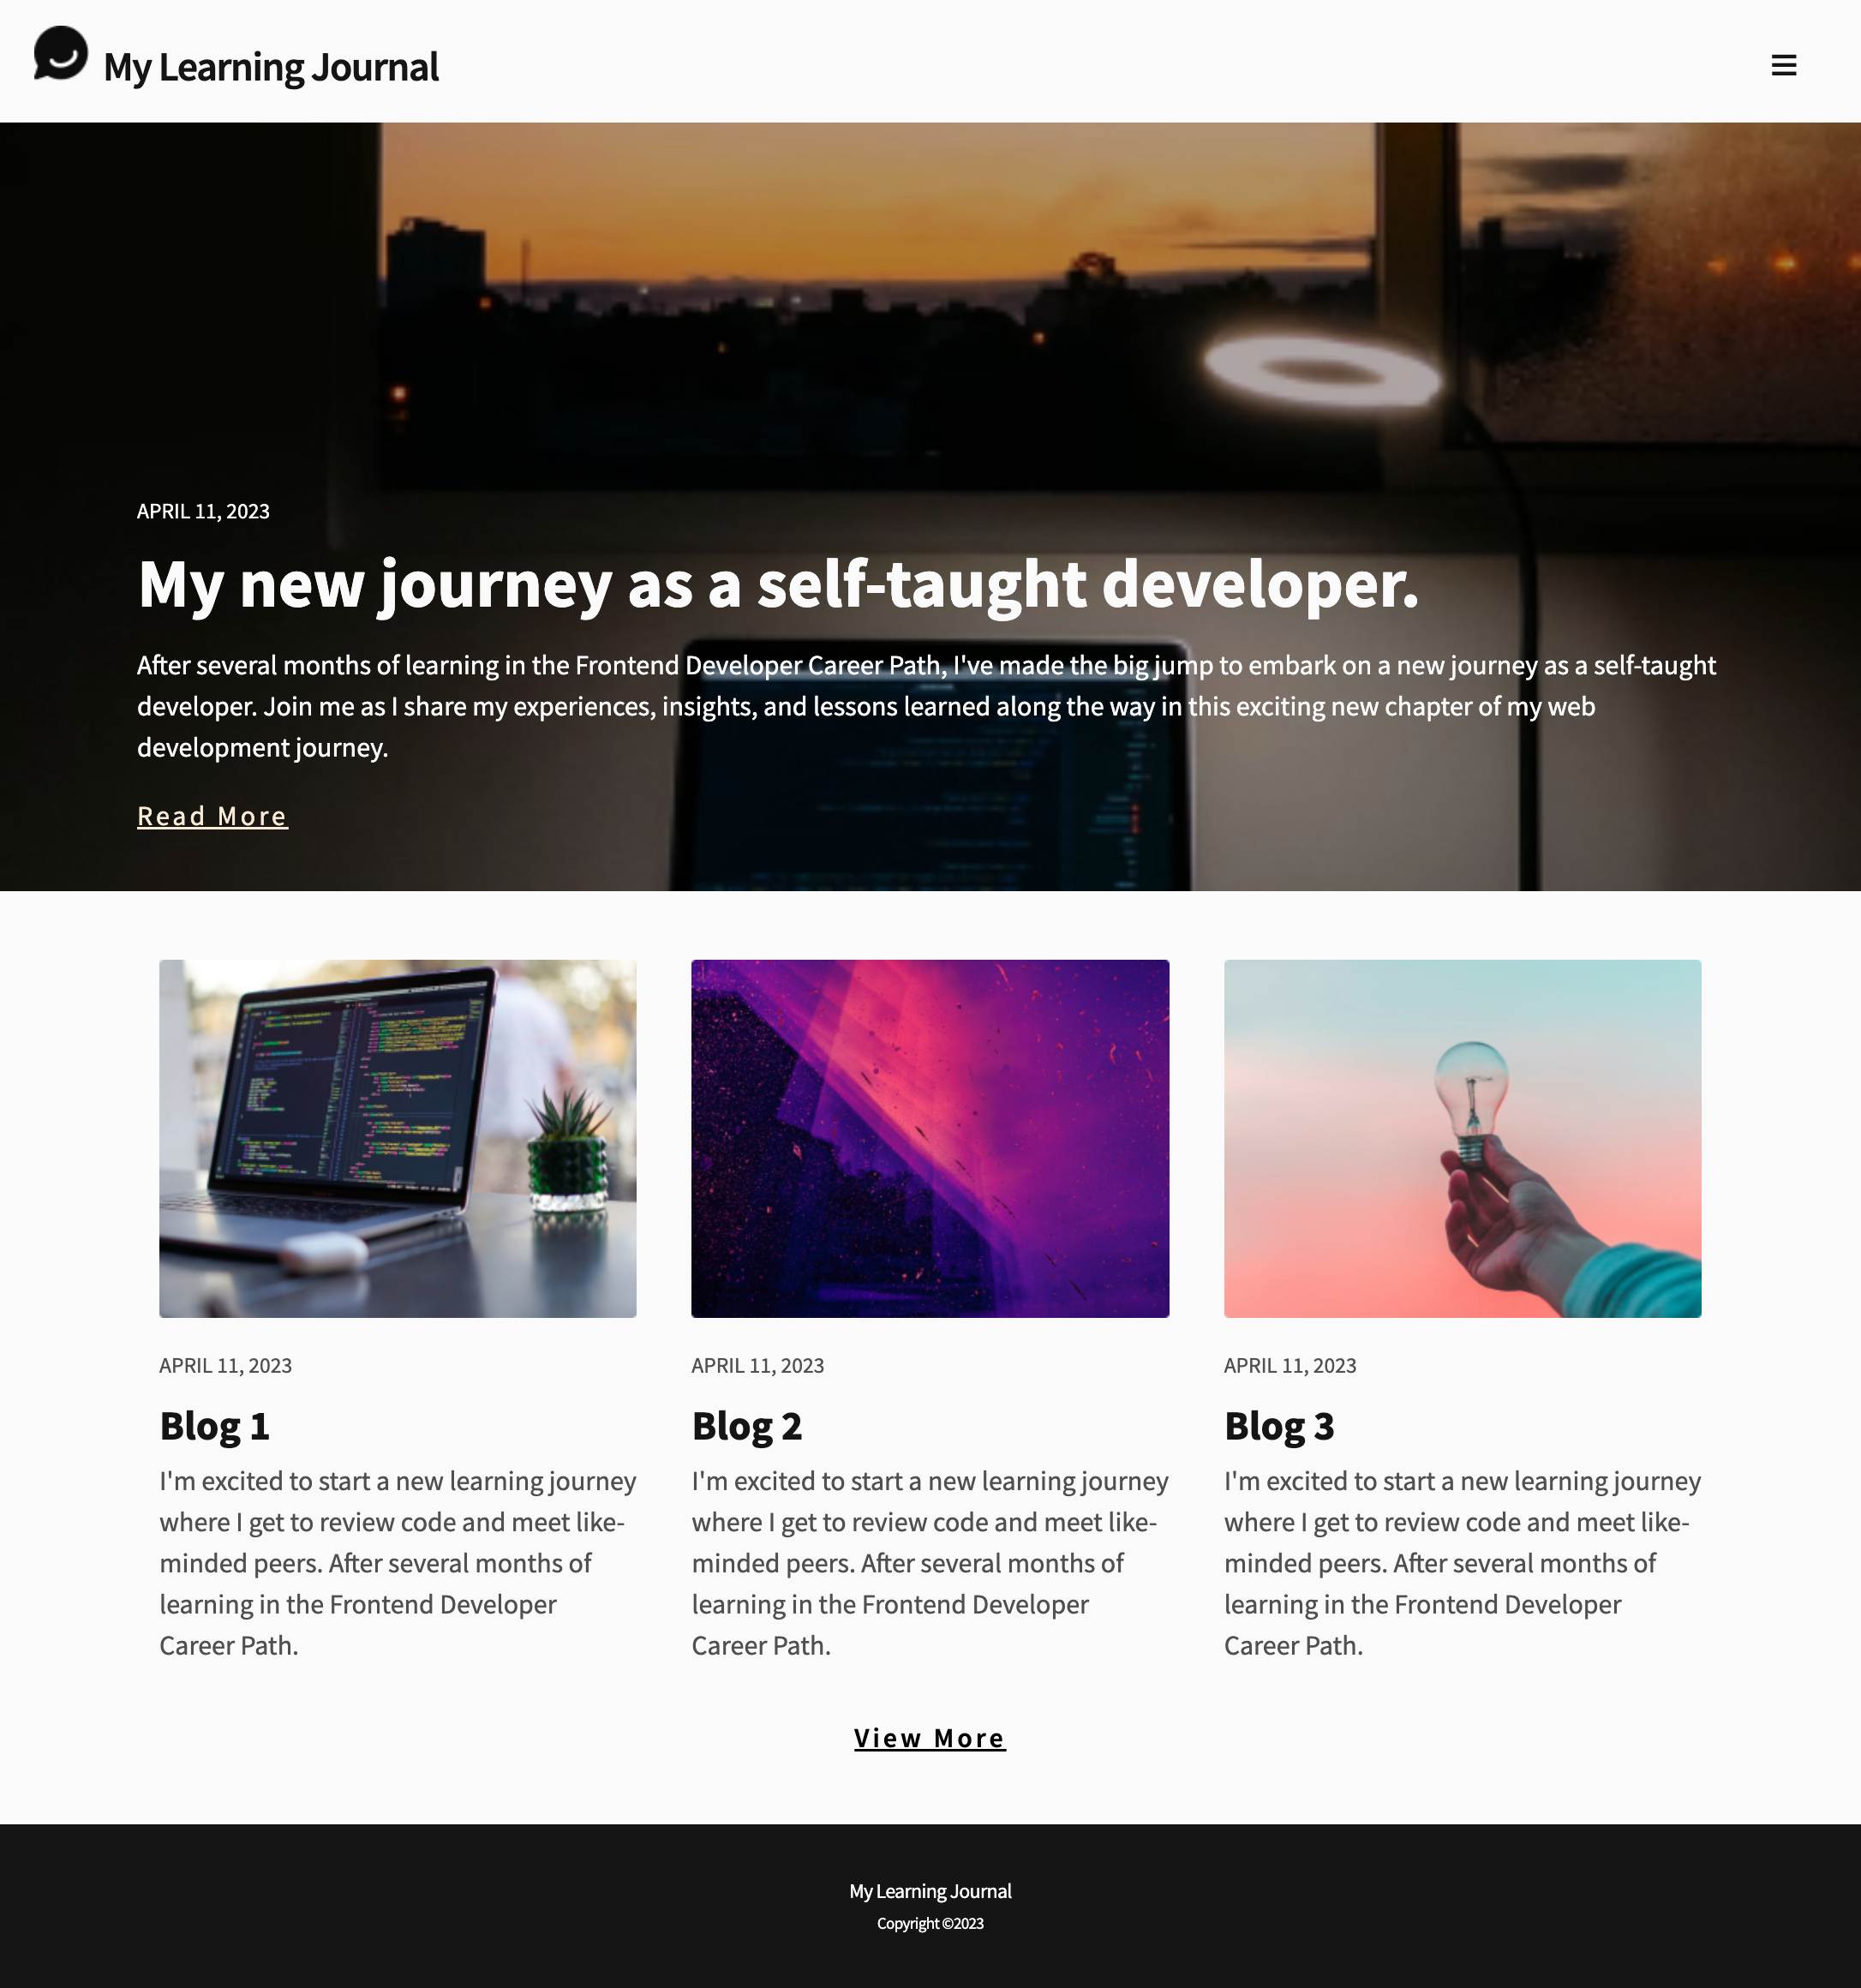 My Learning Journal
APRIL 11, 2023
My new journey as a self-taught developer.
After several months of learning in the Frontend Developer Career Path, I've made the big jump to embark on a new journey as a self-taught
developer. Join me as I share my experiences, insights, and lessons learned along the way in this exciting new chapter of my web
development journey.
Read More
APRIL 11, 2023
Blog 1
I'm excited to start a new learning journey
where I get to review code and meet like-
minded peers. After several months of
learning in the Frontend Developer
Career Path.
APRIL 11, 2023
Blog 2
I'm excited to start a new learning journey
where I get to review code and meet like-
minded peers. After several months of
learning in the Frontend Developer
Career Path.
APRIL 11, 2023
Blog 3
I'm excited to start a new learning journey
where I get to review code and meet like-
minded peers. After several months of
learning in the Frontend Developer
Career Path.
View More
My Learning Journal
Copyright ©2023